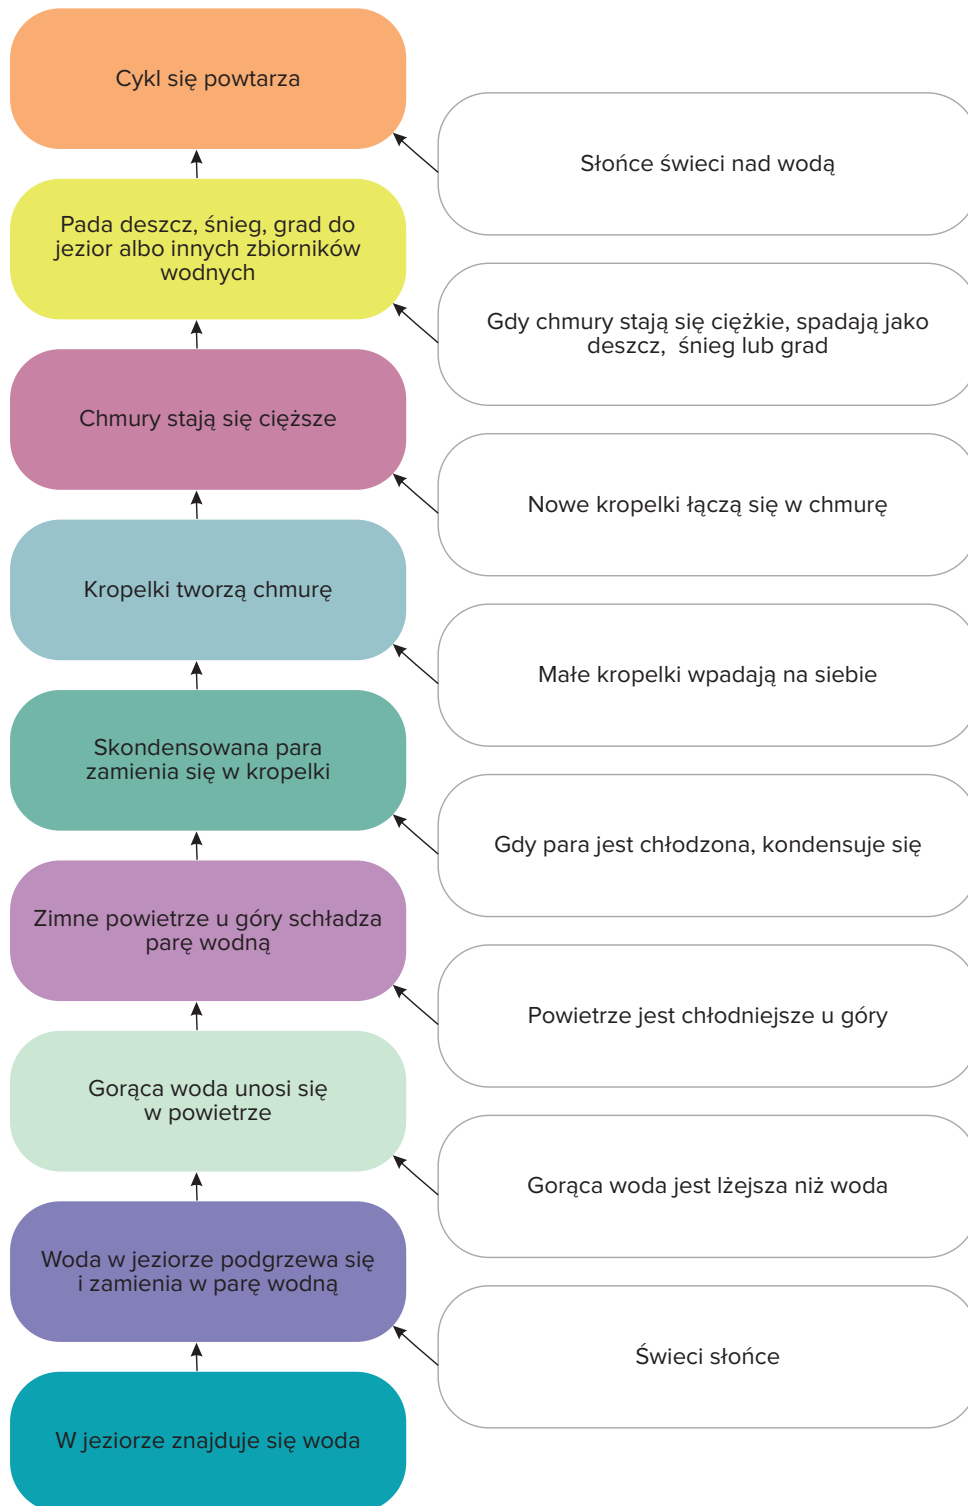 Cykl się powtarza
Słońce świeci nad wodą
Pada deszcz, śnieg, grad do
jezior albo innych zbiorników
wodnych
Gdy chmury stają się ciężkie, spadają jako
deszcz, śnieg lub grad
Chmury stają się cięższe
Nowe kropelki łączą się w chmurę
Kropelki tworzą chmurę
Małe kropelki wpadają na siebie
Skondensowana para
zamienia się w kropelki
Gdy para jest chłodzona, kondensuje się
Zimne powietrze u góry schładza
parę wodną
Powietrze jest chłodniejsze u góry
Gorąca woda unosi się
w powietrze
Gorąca woda jest lżejsza niż woda
Woda w jeziorze podgrzewa się
i zamienia w parę wodną
Świeci słońce
W jeziorze znajduje się woda